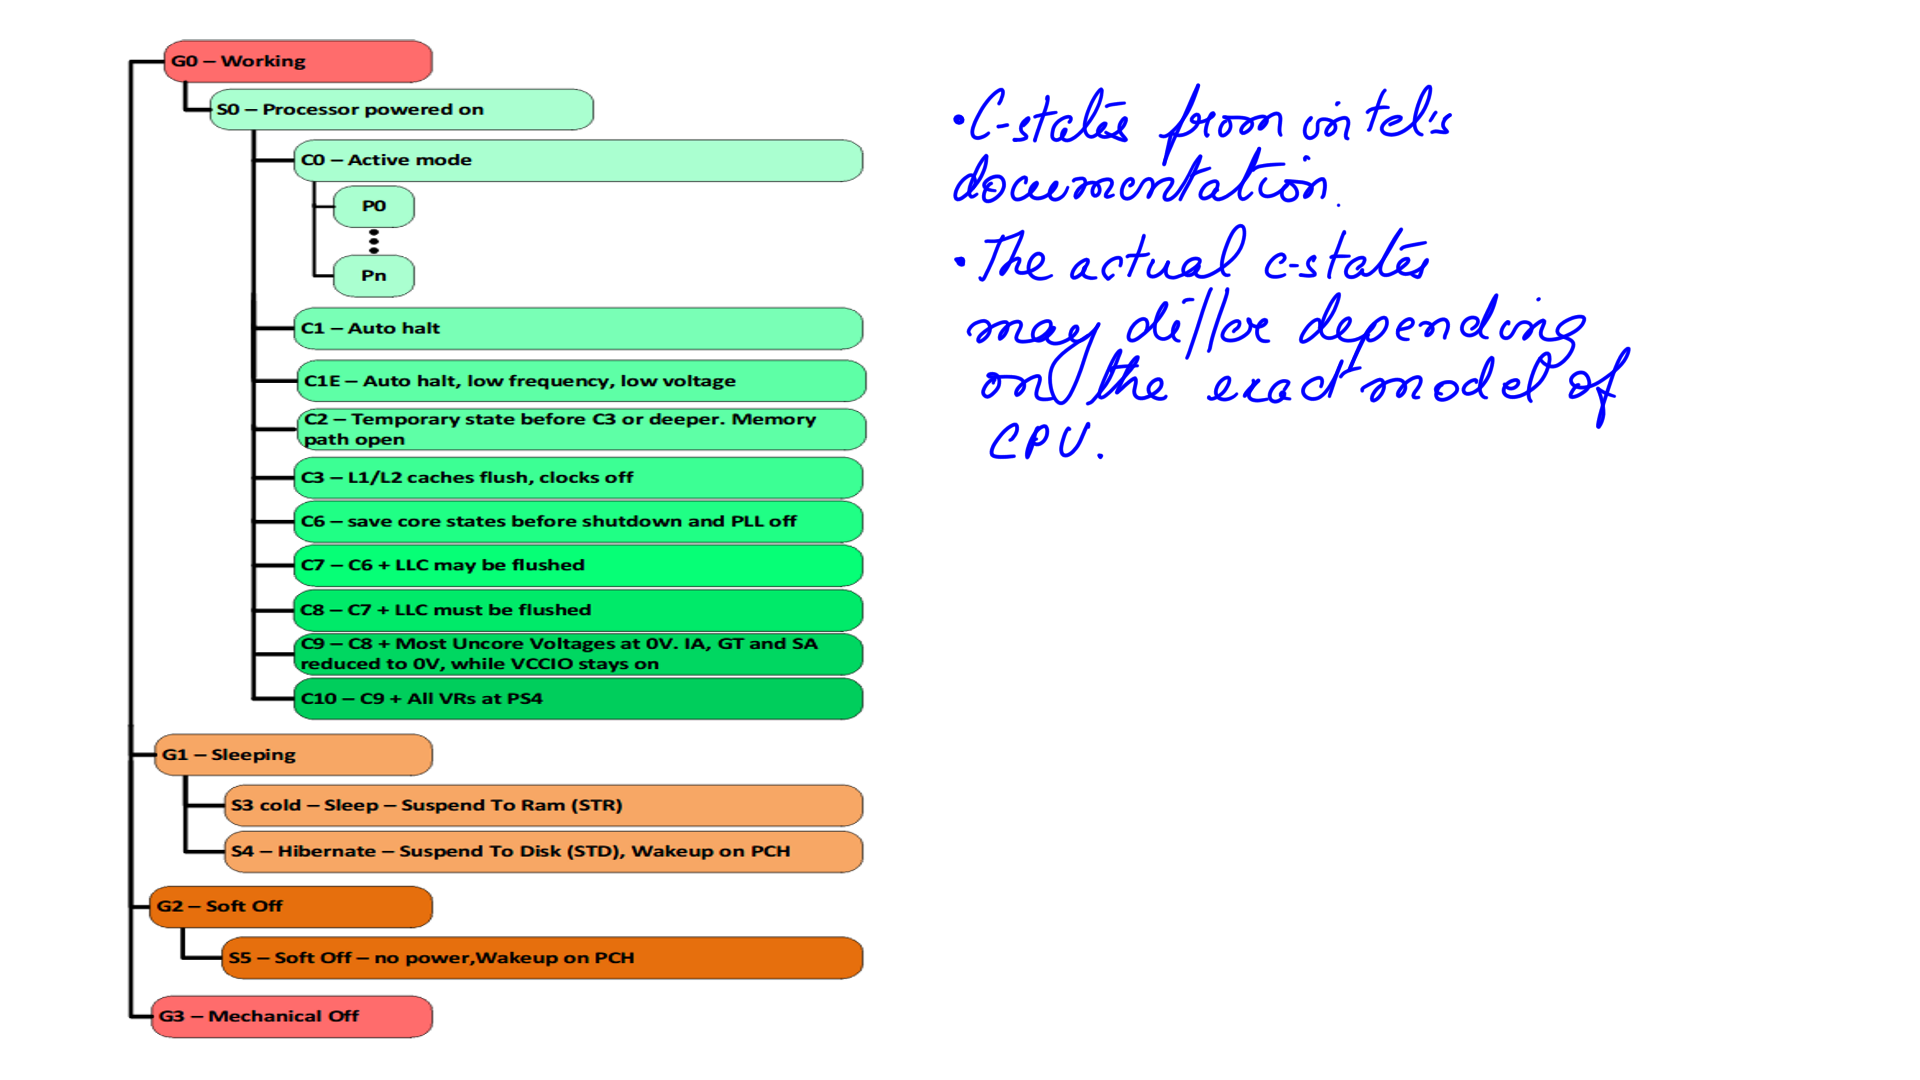 G0 – Working
S0 – Processor powered on
C0 – Active mode
P0
Pn
C1 – Auto halt
C1E – Auto halt, low frequency, low voltage
C2 – Temporary state before C3 or deeper. Memory
path open
C3 – L1/L2 caches flush, clocks off
C6 – save core states before shutdown and PLL off
C7 – C6 + LLC may be flushed
C8 – C7 + LLC must be flushed
C9 – C8 + Most Uncore Voltages at 0V. IA, GT and SA
reduced to 0V, while VCCIO stays on
C10 – C9 + All VRs at PS4
G1 – Sleeping
S3 cold – Sleep – Suspend To Ram (STR)
S4 – Hibernate – Suspend To Disk (STD), Wakeup on PCH
G2 – Soft Off
S5 – Soft Off – no power,Wakeup on PCH
G3 – Mechanical Off
• C-states from intel's
documentation.
• The actual c-states
may differ depending
on the exact model of
CPU.